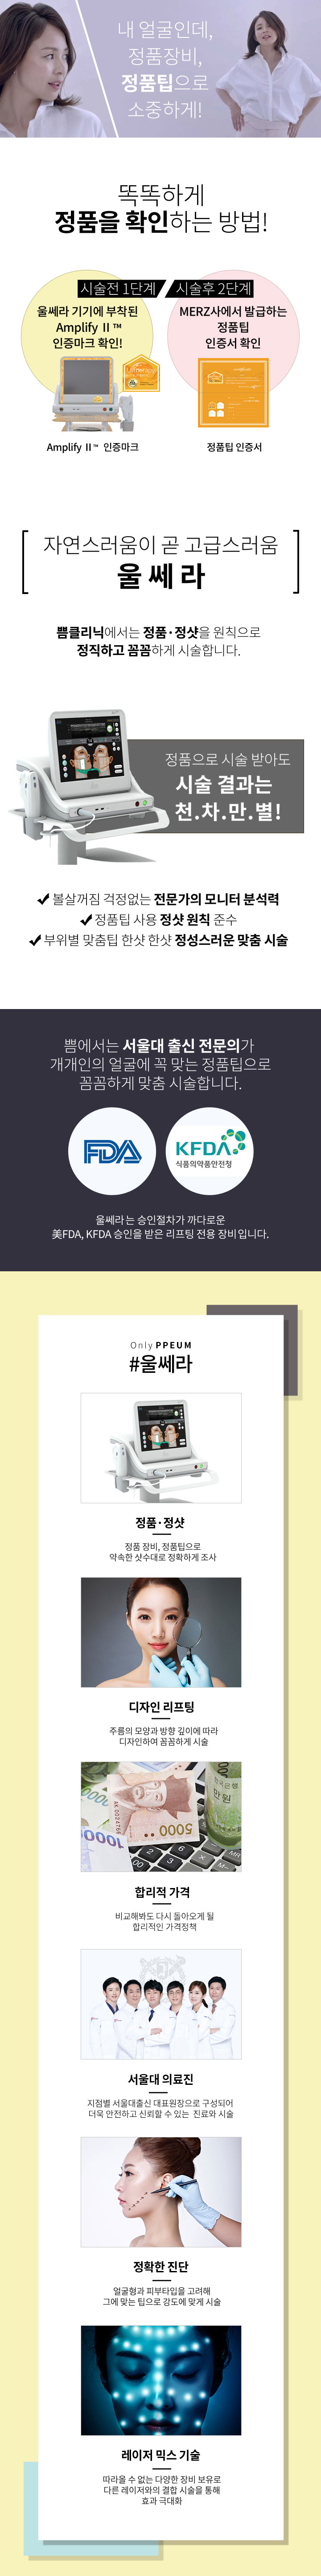 내 얼굴인데,
정품장비,
정품팁으로
소중하게!
똑똑하게
정품을 확인하는 방법!
시술전 1단계
울쎄라 기기에 부착된
Amplify Ⅱ™
인증마크 확인!
Amplify Ⅱ™ 인증마크
시술후 2단계
MERZ사에서 발급하는
정품팁
인증서 확인
정품팁 인증서
자연스러움이 곧 고급스러움
울쎄라
쁨클리닉에서는 정품·정샷을 원칙으로
정직하고 꼼꼼하게 시술합니다.
정품으로 시술 받아도
시술 결과는
천.차.만.별!
볼살꺼짐 걱정없는 전문가의 모니터 분석력
정품팁 사용 정샷 원칙 준수
부위별 맞춤팁 한샷 한샷 정성스러운 맞춤 시술
쁨에서는 서울대 출신 전문의가
개개인의 얼굴에 꼭 맞는 정품팁으로
꼼꼼하게 맞춤 시술합니다.
FDA
KFDA
식품의약품안전청
울쎄라는 승인절차가 까다로운
美FDA, KFDA 승인을 받은 리프팅 전용 장비입니다.
Only PPEUM
#울쎄라
정품·정샷
정품 장비, 정품팁으로
약속한 샷수대로 정확하게 조사
디자인 리프팅
주름의 모양과 방향 깊이에 따라
디자인하여 꼼꼼하게 시술
5000
만원
합리적 가격
비교해봐도 다시 돌아오게 될
합리적인 가격정책
서울대 의료진
지점별 서울대출신 대표원장으로 구성되어
더욱 안전하고 신뢰할 수 있는 진료와 시술
정확한 진단
얼굴형과 피부타입을 고려해
그에 맞는 팁으로 강도에 맞게 시술
레이저 믹스 기술
따라올 수 없는 다양한 장비 보유로
다른 레이저와의 결합 시술을 통해
효과 극대화